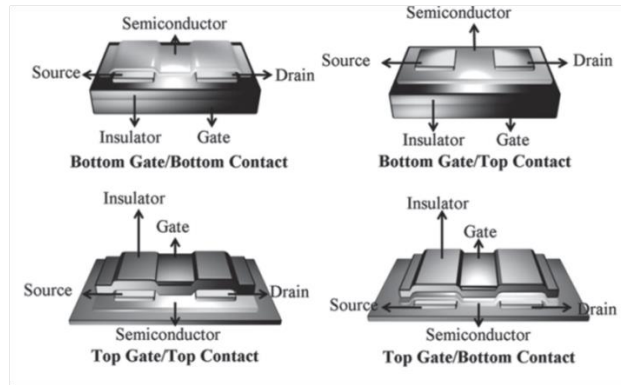 Semiconductor
Source
Drain
Insulator
Gate
Bottom Gate/Bottom Contact
Semiconductor
Source
Drain
Insulator
Gate
Bottom Gate/Top Contact
Insulator
Gate
Source
Drain
Semiconductor
Top Gate/Top Contact
Insulator
Gate
Source
Drain
Semiconductor
Top Gate/Bottom Contact